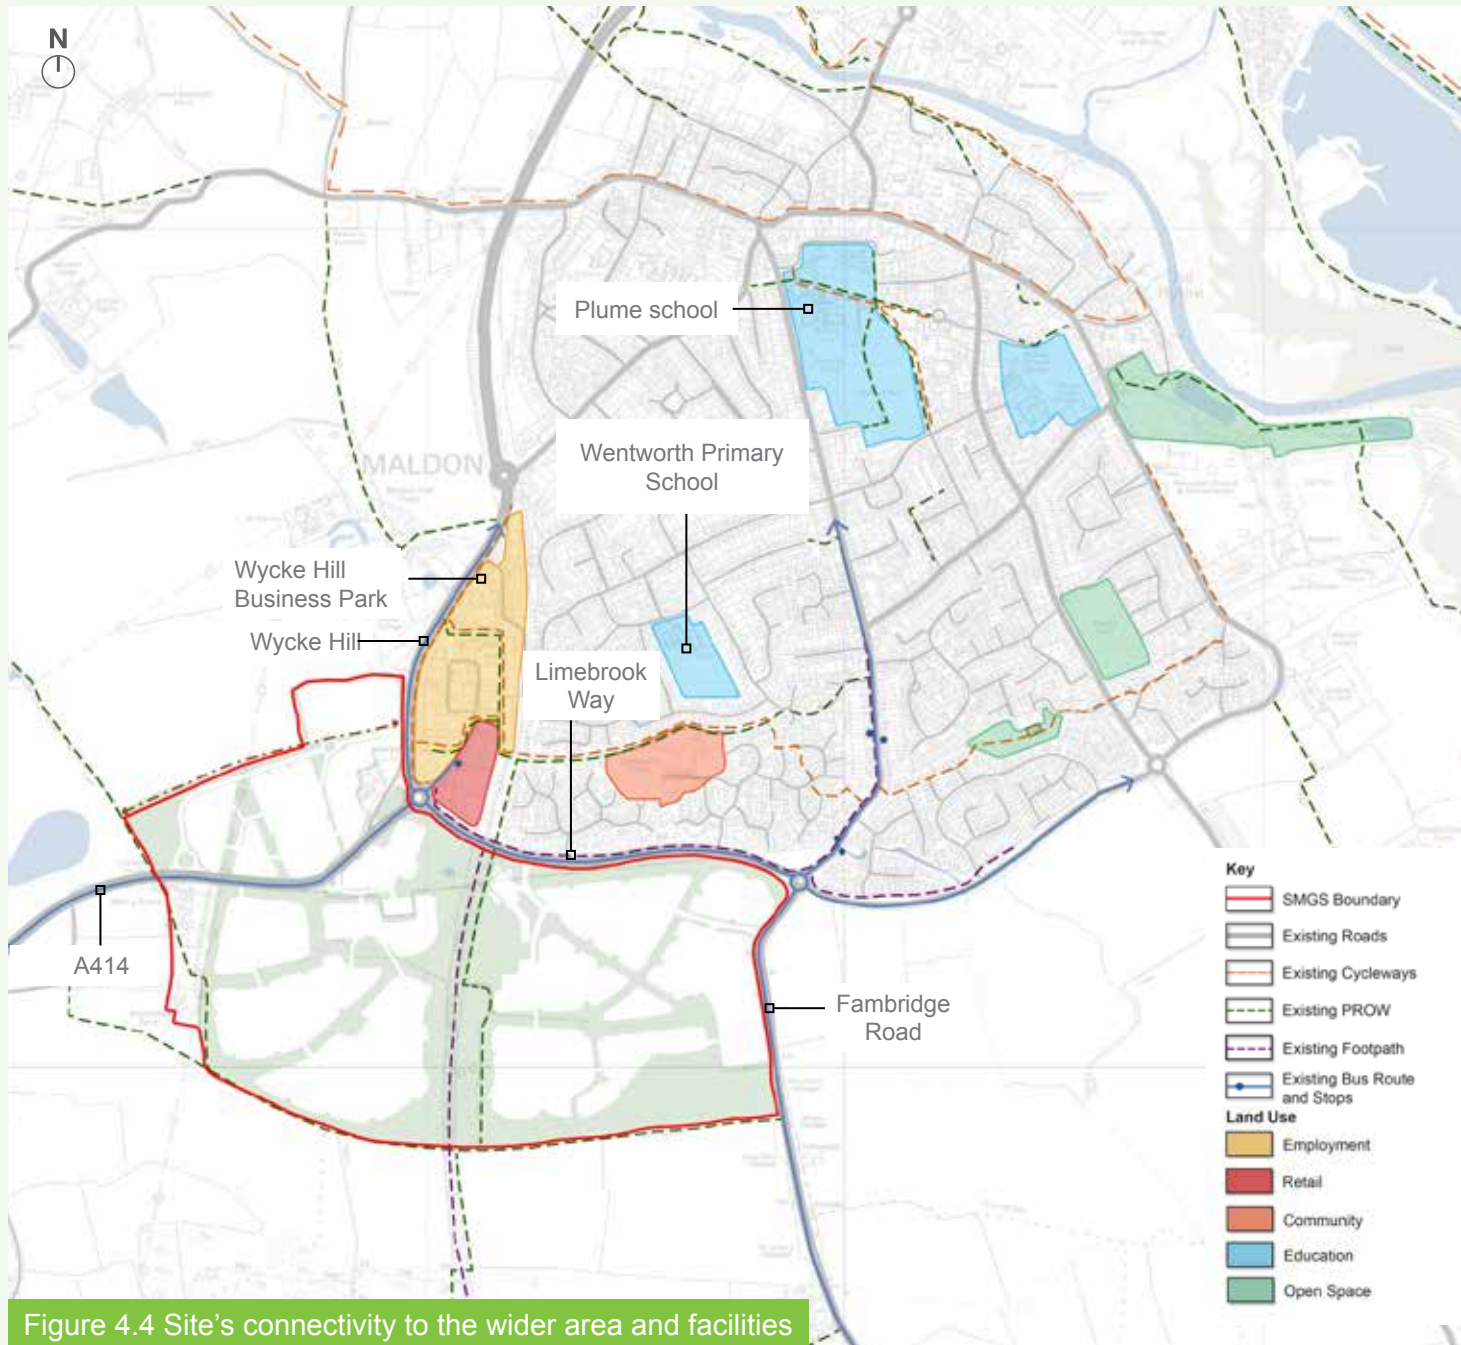 N
Plume school
Wentworth Primary
School
MALDON
Wycke Hill
Business Park
Wycke Hill
Limebrook
Way
A414
Fambridge
Road
Key
SMGS Boundary
Existing Roads
Existing Cycleways
Existing PROW
Existing Footpath
Existing Bus Route
and Stops
Land Use
Employment
Retail
Community
Education
Open Space
Figure 4.4 Site's connectivity to the wider area and facilities